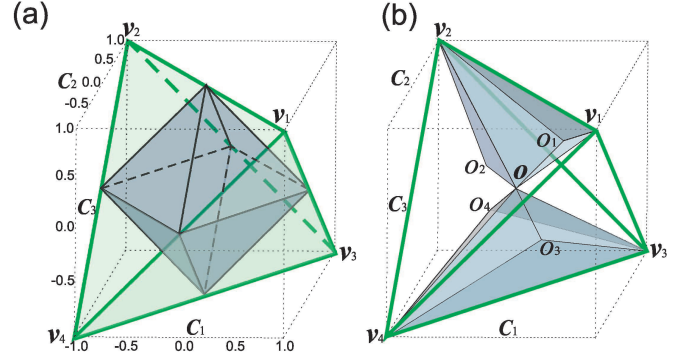 (a)
v₂
1.0
0.5
C₂ 0.0
-0.5
1.0
v₁
0.5
C₃
0.0
-0.5
v₃
v₄
C₁
-1.0 -0.5 0.0 0.5 1.0
(b)
v₂
C₂
v₁
O₁
O₂
O
C₃
O₄
O₃
v₃
v₄
C₁